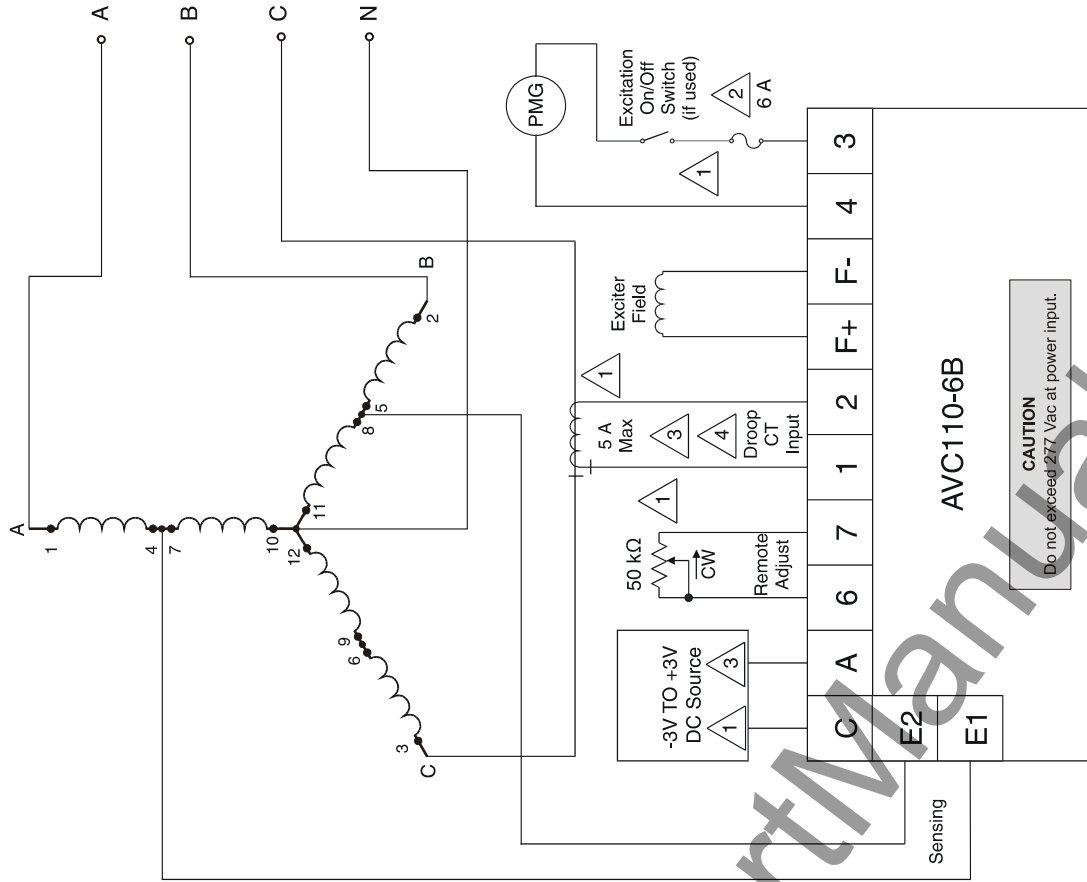 A
B
C
N
A
1
4
7
10
12
11
8
5
2
B
9
6
3
C
PMG
Excitation
On/Off
Switch
(if used)
2
6 A
1
Exciter
Field
1
5 A
Max
3
4
Droop
CT
Input
1
50 kΩ
CW
Remote
Adjust
-3V TO +3V
DC Source
1
3
C
A
6
7
1
2
F+
F-
4
3
E2
E1
Sensing
AVC110-6B
CAUTION
Do not exceed 277 Vac at power input.
rtManua